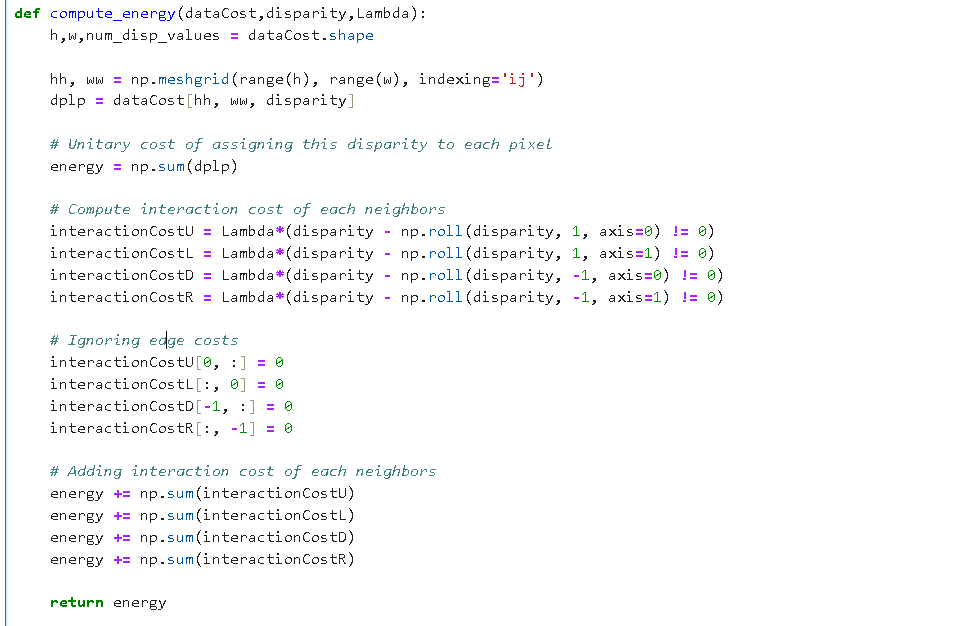 def compute_energy(dataCost,disparity,Lambda):
    h,w,num_disp_values = dataCost.shape

    hh, ww = np.meshgrid(range(h), range(w), indexing='ij')
    dplp = dataCost[hh, ww, disparity]

    # Unitary cost of assigning this disparity to each pixel
    energy = np.sum(dplp)

    # Compute interaction cost of each neighbors
    interactionCostU = Lambda*(disparity - np.roll(disparity, 1, axis=0) != 0)
    interactionCostL = Lambda*(disparity - np.roll(disparity, 1, axis=1) != 0)
    interactionCostD = Lambda*(disparity - np.roll(disparity, -1, axis=0) != 0)
    interactionCostR = Lambda*(disparity - np.roll(disparity, -1, axis=1) != 0)

    # Ignoring edge costs
    interactionCostU[0, :] = 0
    interactionCostL[:, 0] = 0
    interactionCostD[-1, :] = 0
    interactionCostR[:, -1] = 0

    # Adding interaction cost of each neighbors
    energy += np.sum(interactionCostU)
    energy += np.sum(interactionCostL)
    energy += np.sum(interactionCostD)
    energy += np.sum(interactionCostR)

    return energy